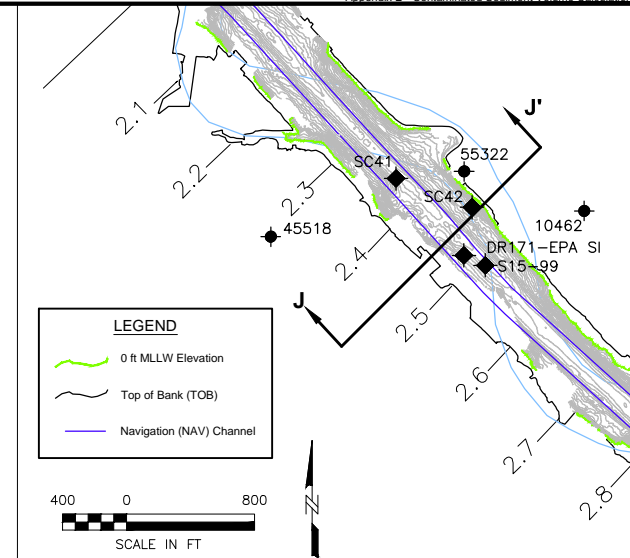 2.1
2.2
2.3
2.4
2.5
2.6
2.7
2.8
J'
SC41
55322
SC42
10462
45518
DR171-EPA SI
S15-99
J
LEGEND
0 ft MLLW Elevation
Top of Bank (TOB)
Navigation (NAV) Channel
400 0 800
SCALE IN FT
N